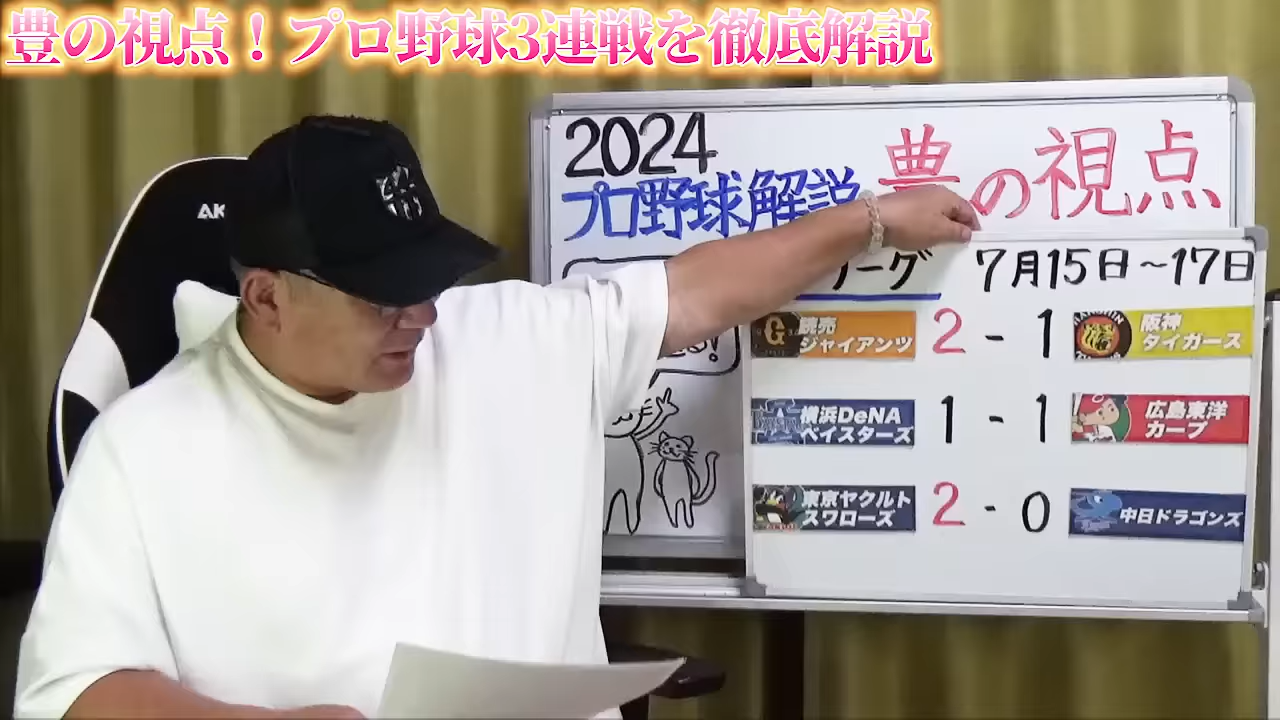 豊の視点！プロ野球3連戦を徹底解説
2024
プロ野球解説
豊の視点
リーグ
7月15日～17日
AK
G
読売
ジャイアンツ
2 - 1
阪神
タイガース
横浜DeNA
ベイスターズ
1 - 1
広島東洋
カープ
東京ヤクルト
スワローズ
2 - 0
中日ドラゴンズ